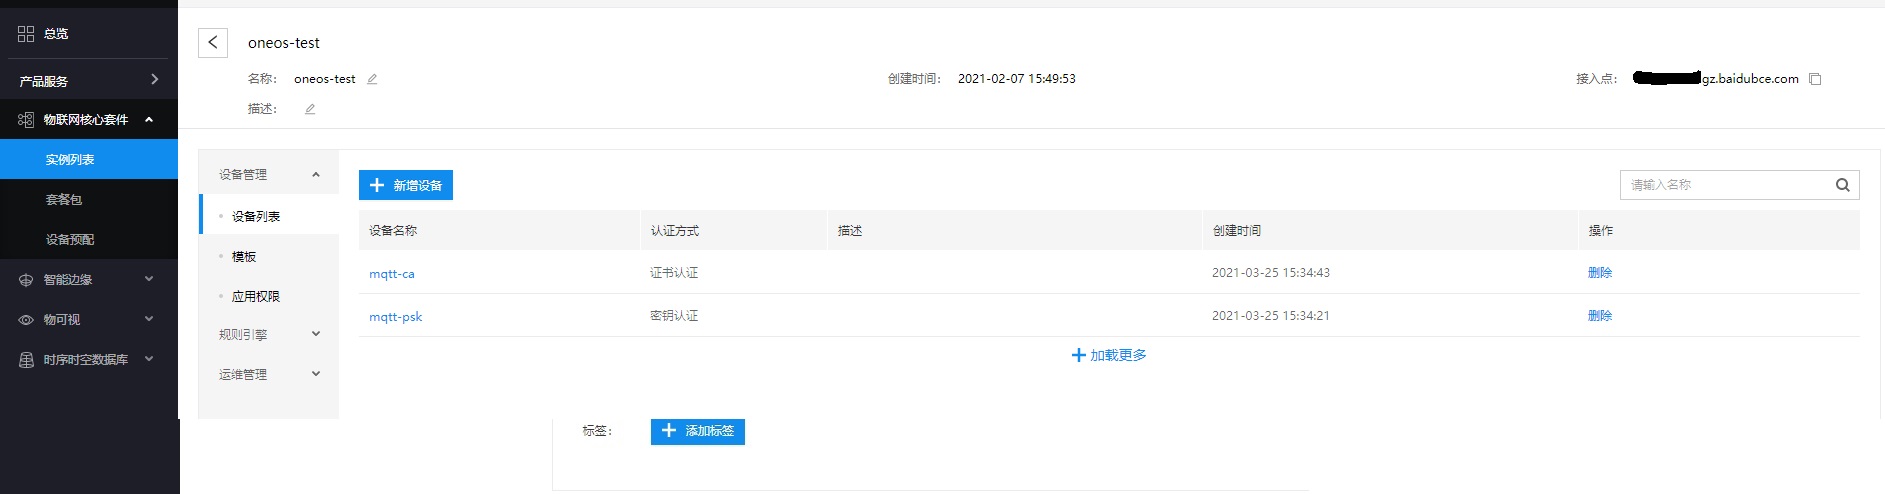 总览
产品服务
物联网核心套件
实例列表
套餐包
设备预配
智能边缘
物可视
时序时空数据库
oneos-test
名称： oneos-test 创建时间： 2021-02-07 15:49:53 接入点： gz.baidubce.com
描述：
设备管理
设备列表
模板
应用权限
规则引擎
运维管理
新增设备 请输入名称
设备名称 认证方式 描述 创建时间 操作
mqtt-ca 证书认证 2021-03-25 15:34:43 删除
mqtt-psk 密钥认证 2021-03-25 15:34:21 删除
加载更多
标签： 添加标签